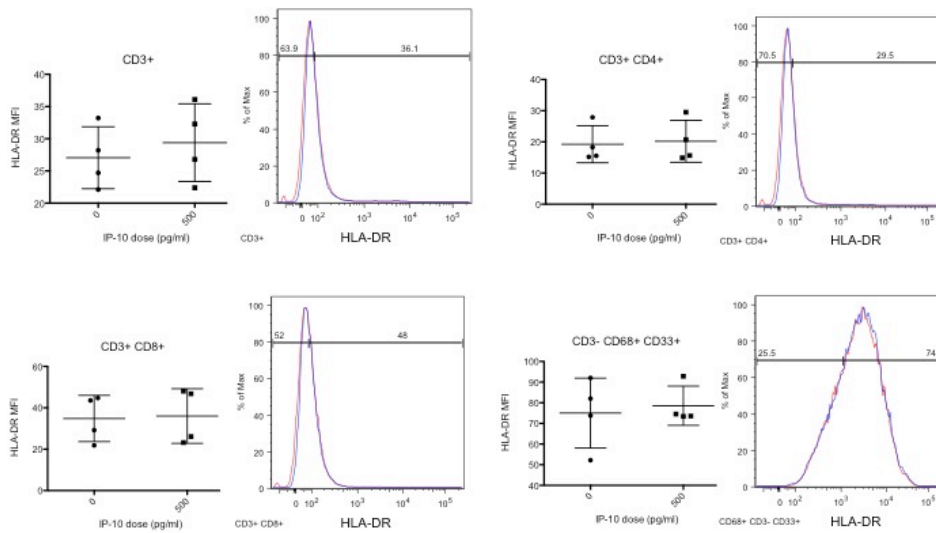 CD3+
HLA-DR MFI
40
35
30
25
20
0
500
IP-10 dose (pg/ml)
% of Max
100
80
60
40
20
0
63.9
36.1
0 10² 10³ 10⁴ 10⁵
CD3+
HLA-DR
CD3+ CD4+
HLA-DR MFI
40
30
20
10
0
0
500
IP-10 dose (pg/ml)
% of Max
100
80
60
40
20
0
70.5
29.5
0 10² 10³ 10⁴ 10⁵
CD3+ CD4+
HLA-DR
CD3+ CD8+
HLA-DR MFI
60
40
20
0
0
500
IP-10 dose (pg/ml)
% of Max
100
80
60
40
20
0
52
48
0 10² 10³ 10⁴ 10⁵
CD3+ CD8+
HLA-DR
CD3- CD68+ CD33+
HLA-DR MFI
100
90
80
70
60
50
40
0
500
IP-10 dose (pg/ml)
% of Max
100
80
60
40
20
0
25.5
74
0 10² 10³ 10⁴ 10⁵
CD68+ CD3- CD33+
HLA-DR